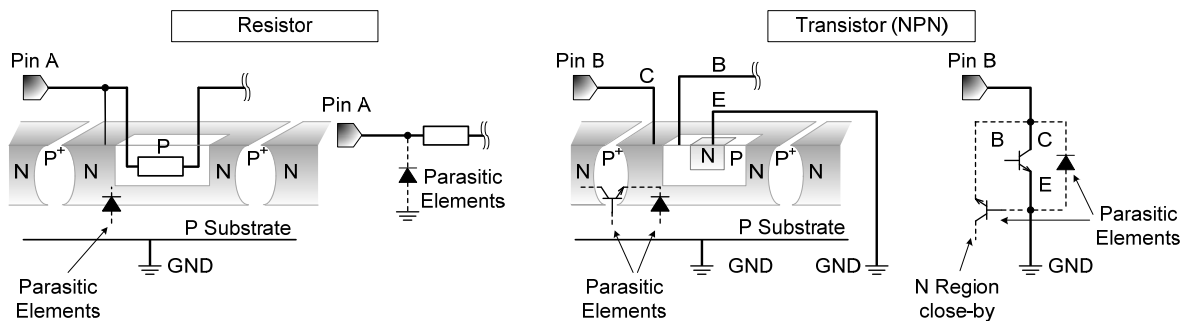 Resistor
Pin A
N
P+
N
P
N
P+
N
Parasitic
Elements
P Substrate
GND
Pin A
Parasitic
Elements
Transistor (NPN)
Pin B
C
B
E
N
P+
N
N
P
N
P+
N
P Substrate
GND
GND
Parasitic
Elements
Pin B
B
C
E
Parasitic
Elements
GND
N Region
close-by